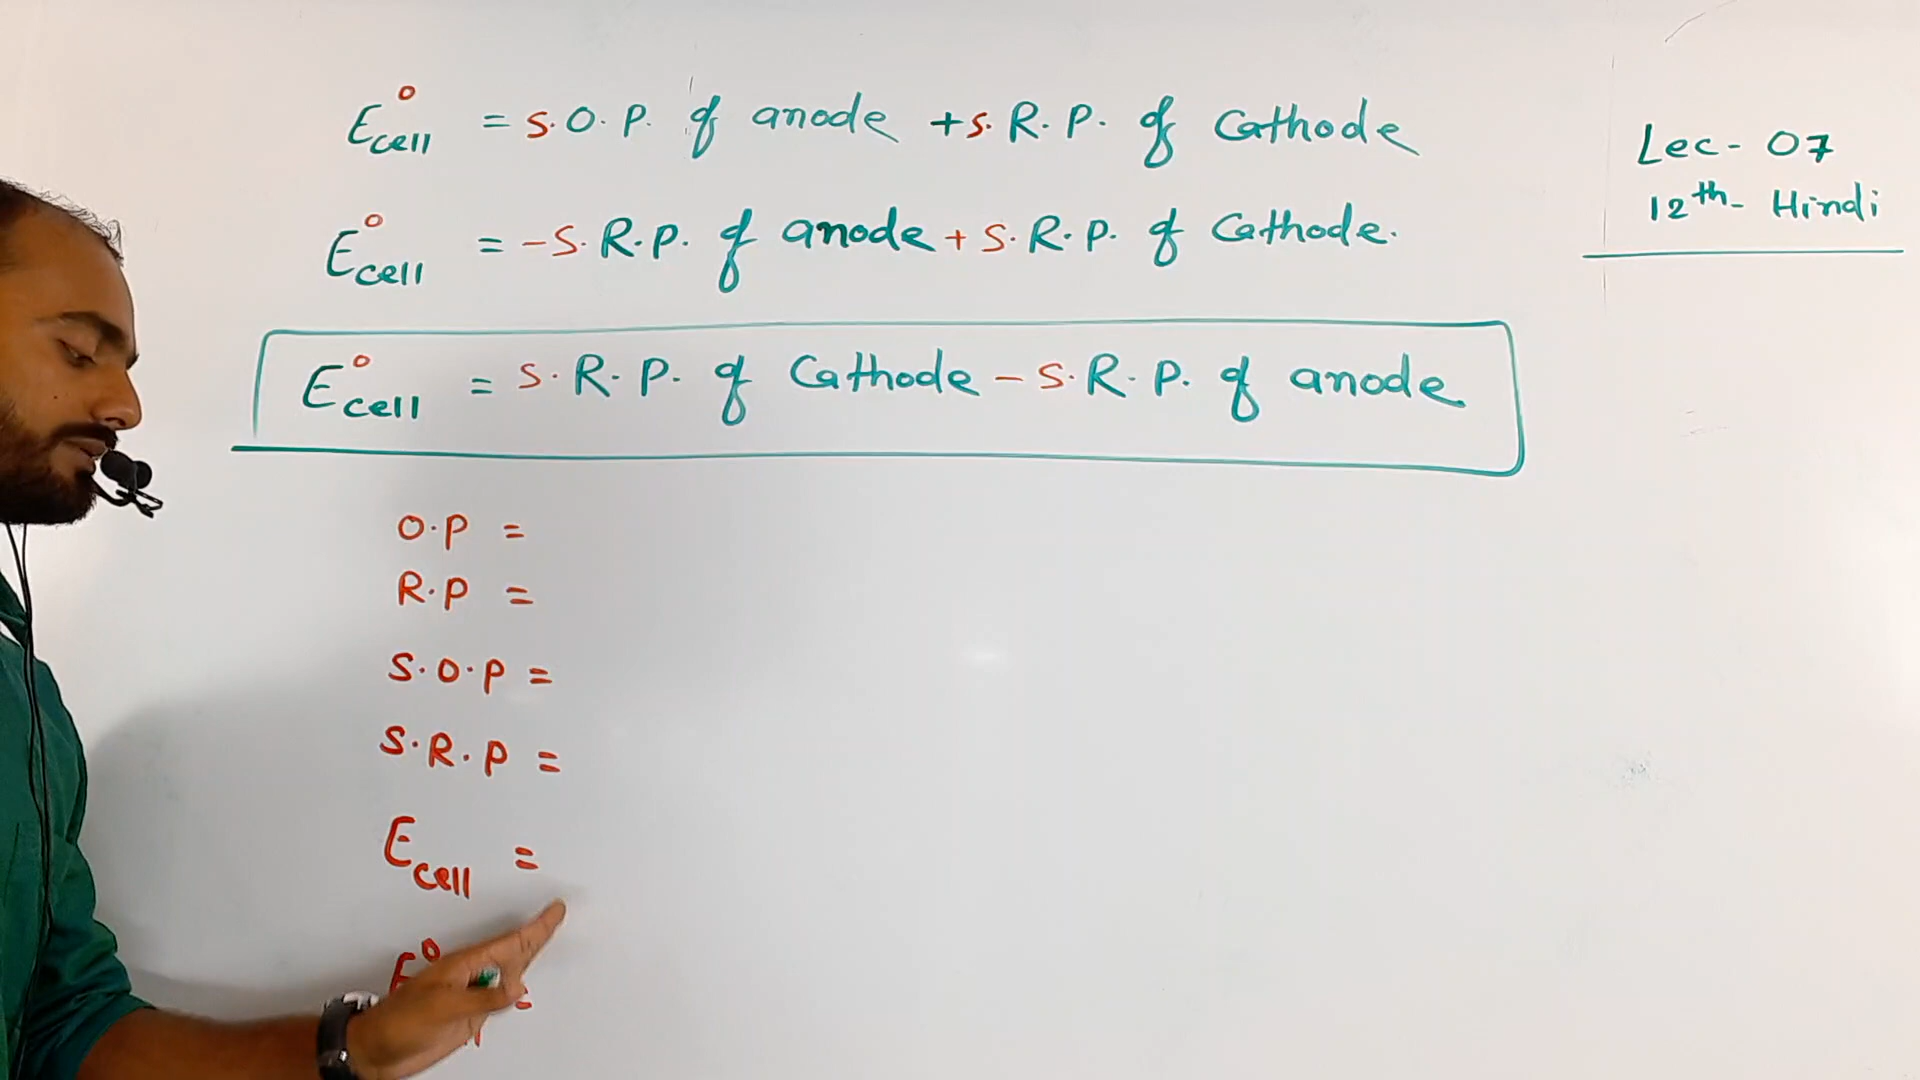 E°cell = S.O.P. of anode + S.R.P. of Cathode
E°cell = -S.R.P. of anode + S.R.P. of Cathode.
E°cell = S.R.P. of Cathode - S.R.P. of anode
O.P =
R.P =
S.O.P =
S.R.P =
Ecell =
E° =
Lec- 07
12th- Hindi